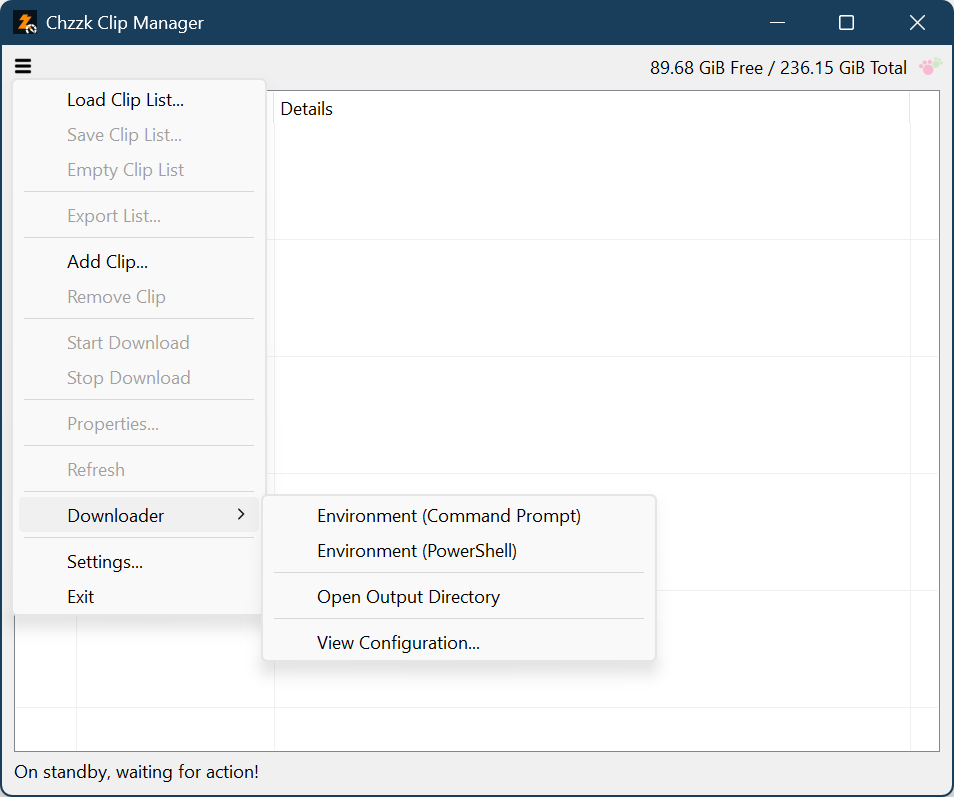 Chzzk Clip Manager
89.68 GiB Free / 236.15 GiB Total
Load Clip List...
Details
Save Clip List...
Empty Clip List
Export List...
Add Clip...
Remove Clip
Start Download
Stop Download
Properties...
Refresh
Downloader
Environment (Command Prompt)
Environment (PowerShell)
Settings...
Open Output Directory
Exit
View Configuration...
On standby, waiting for action!